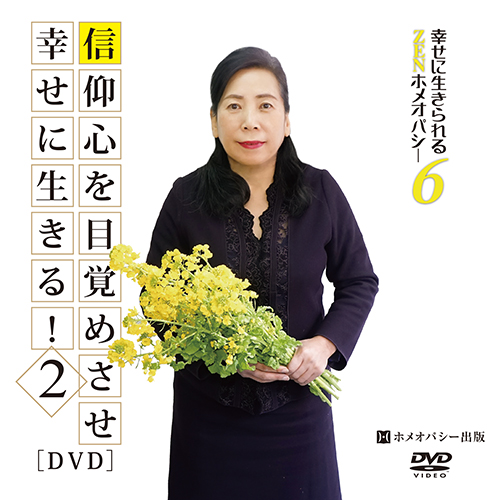 幸せに生きられる
ZENホメオパシー6
信仰心を目覚めさせ
幸せに生きる!2
[DVD]
ホメオパシー出版
DVD
VIDEO